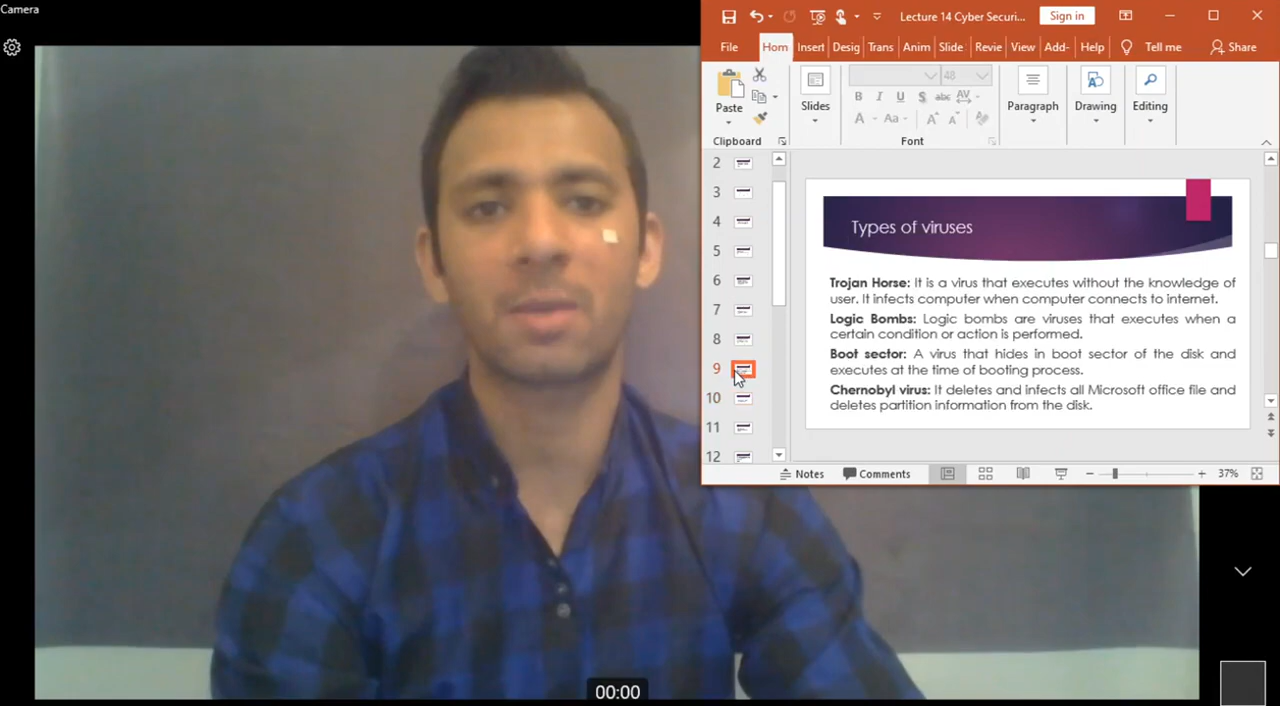 Camera
Lecture 14 Cyber Securi...
Sign in
File Hom Insert Desig Trans Anim Slide Revie View Add- Help Tell me Share
48
Paste
Slides
B I U S abc AV
A Aa A A
Paragraph
Drawing
Editing
Clipboard
Font
2
3
4
5
6
7
8
9
10
11
12
Types of viruses
Trojan Horse: It is a virus that executes without the knowledge of
user. It infects computer when computer connects to internet.
Logic Bombs: Logic bombs are viruses that executes when a
certain condition or action is performed.
Boot sector: A virus that hides in boot sector of the disk and
executes at the time of booting process.
Chernobyl virus: It deletes and infects all Microsoft office file and
deletes partition information from the disk.
Notes
Comments
37%
00:00